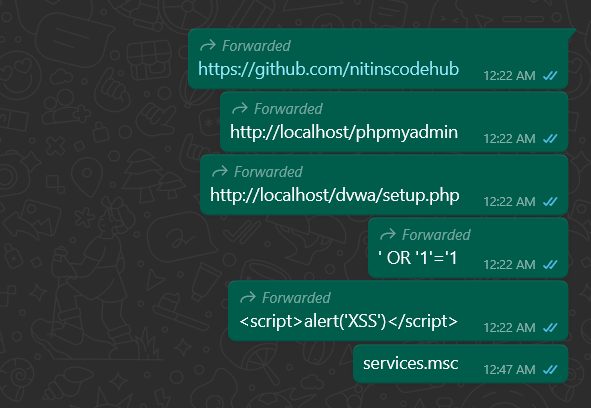 Forwarded
https://github.com/nitinscodehub
12:22 AM
Forwarded
http://localhost/phpmyadmin
12:22 AM
Forwarded
http://localhost/dvwa/setup.php
12:22 AM
Forwarded
' OR '1'='1
12:22 AM
Forwarded
<script>alert('XSS')</script>
12:22 AM
services.msc
12:47 AM